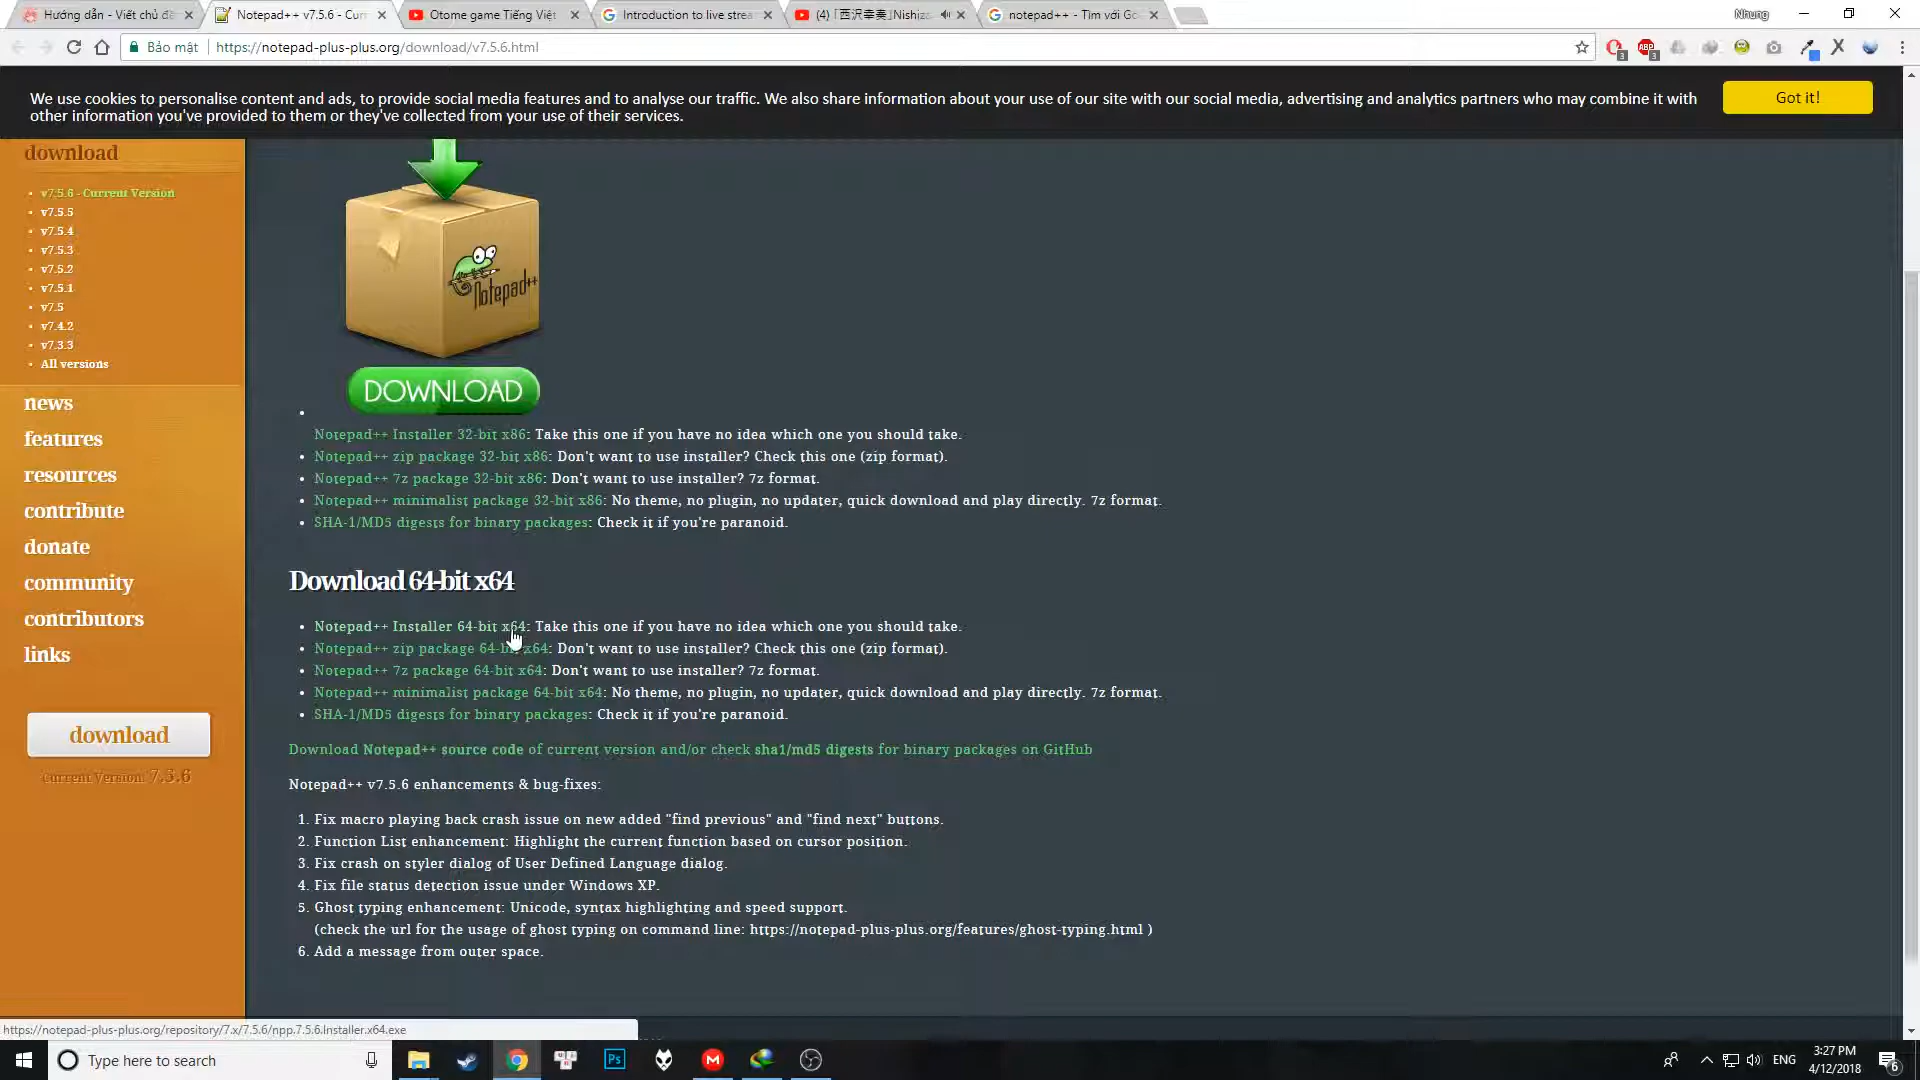 Hướng dẫn - Viết chủ đề
Notepad++ v7.5.6 - Curr
Otome game Tiếng Việt
Introduction to live strea
(4)「西沢幸奏」Nishiza
notepad++ - Tìm với Go
Nhung
Bảo mật
https://notepad-plus-plus.org/download/v7.5.6.html
3
ABP
3
We use cookies to personalise content and ads, to provide social media features and to analyse our traffic. We also share information about your use of our site with our social media, advertising and analytics partners who may combine it with
other information you've provided to them or they've collected from your use of their services.
Got it!
download
v7.5.6 - Current Version
v7.5.5
v7.5.4
v7.5.3
v7.5.2
v7.5.1
v7.5
v7.4.2
v7.3.3
All versions
news
features
resources
contribute
donate
community
contributors
links
download
Current Version: 7.5.6
Notepad++
DOWNLOAD
Notepad++ Installer 32-bit x86: Take this one if you have no idea which one you should take.
Notepad++ zip package 32-bit x86: Don't want to use installer? Check this one (zip format).
Notepad++ 7z package 32-bit x86: Don't want to use installer? 7z format.
Notepad++ minimalist package 32-bit x86: No theme, no plugin, no updater, quick download and play directly. 7z format.
SHA-1/MD5 digests for binary packages: Check it if you're paranoid.
Download 64-bit x64
Notepad++ Installer 64-bit x64: Take this one if you have no idea which one you should take.
Notepad++ zip package 64-bit x64: Don't want to use installer? Check this one (zip format).
Notepad++ 7z package 64-bit x64: Don't want to use installer? 7z format.
Notepad++ minimalist package 64-bit x64: No theme, no plugin, no updater, quick download and play directly. 7z format.
SHA-1/MD5 digests for binary packages: Check it if you're paranoid.
Download Notepad++ source code of current version and/or check sha1/md5 digests for binary packages on GitHub
Notepad++ v7.5.6 enhancements & bug-fixes:
1. Fix macro playing back crash issue on new added "find previous" and "find next" buttons.
2. Function List enhancement: Highlight the current function based on cursor position.
3. Fix crash on styler dialog of User Defined Language dialog.
4. Fix file status detection issue under Windows XP.
5. Ghost typing enhancement: Unicode, syntax highlighting and speed support.
(check the url for the usage of ghost typing on command line: https://notepad-plus-plus.org/features/ghost-typing.html )
6. Add a message from outer space.
https://notepad-plus-plus.org/repository/7.x/7.5.6/npp.7.5.6.Installer.x64.exe
Type here to search
Ps
M
ENG
3:27 PM
4/12/2018
6